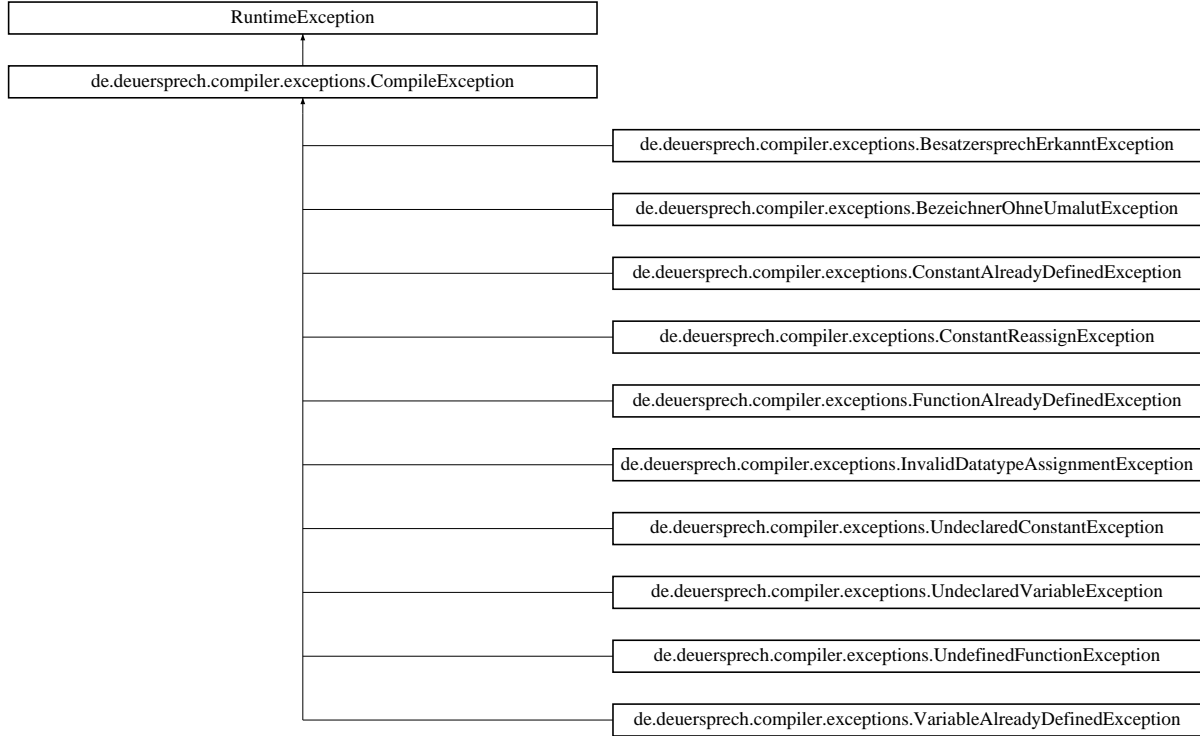 RuntimeException
de.deuersprech.compiler.exceptions.CompileException
de.deuersprech.compiler.exceptions.BesatzersprechErkanntException
de.deuersprech.compiler.exceptions.BezeichnerOhneUmalutException
de.deuersprech.compiler.exceptions.ConstantAlreadyDefinedException
de.deuersprech.compiler.exceptions.ConstantReassignException
de.deuersprech.compiler.exceptions.FunctionAlreadyDefinedException
de.deuersprech.compiler.exceptions.InvalidDatatypeAssignmentException
de.deuersprech.compiler.exceptions.UndeclaredConstantException
de.deuersprech.compiler.exceptions.UndeclaredVariableException
de.deuersprech.compiler.exceptions.UndefinedFunctionException
de.deuersprech.compiler.exceptions.VariableAlreadyDefinedException